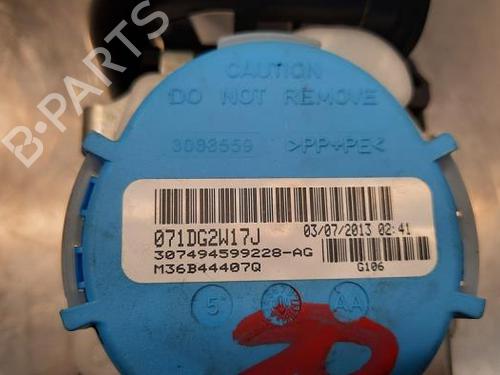 B-PARTS
CAUTION
DO NOT REMOVE
3083559 >PP+PE<
071DG2W17J 03/07/2013 02:41
307494599228-AG
M36B44407Q G106
5 AA